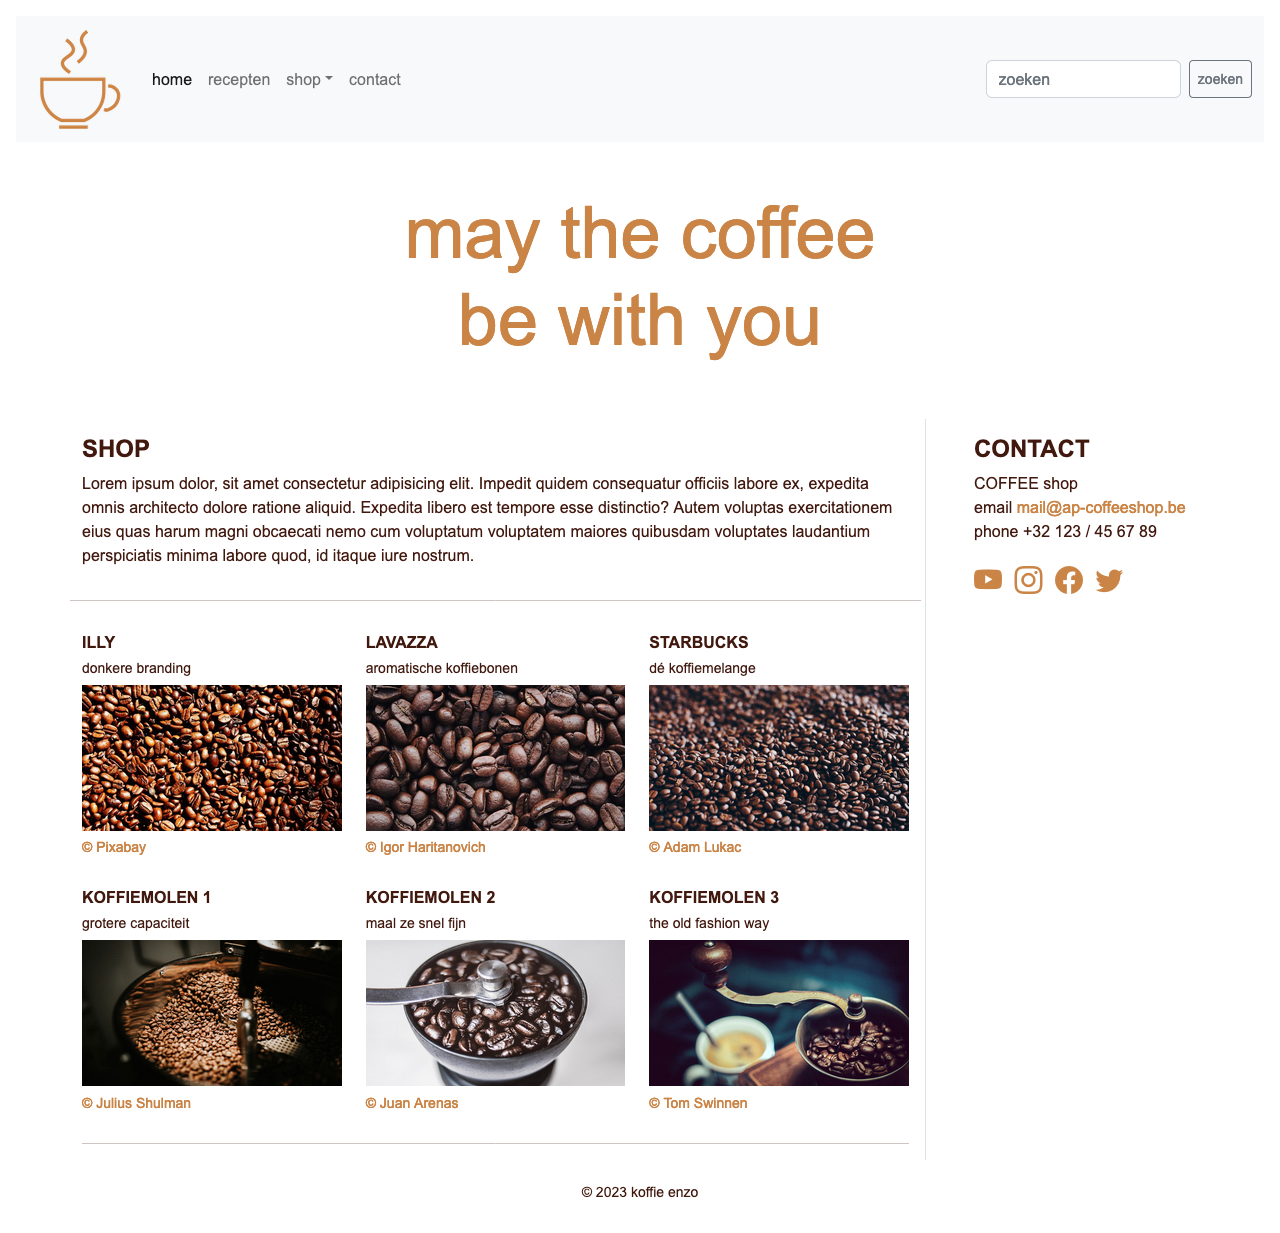 home recepten shop contact
zoeken zoeken
may the coffee
be with you
SHOP
Lorem ipsum dolor, sit amet consectetur adipisicing elit. Impedit quidem consequatur officiis labore ex, expedita
omnis architecto dolore ratione aliquid. Expedita libero est tempore esse distinctio? Autem voluptas exercitationem
eius quas harum magni obcaecati nemo cum voluptatum voluptatem maiores quibusdam voluptates laudantium
perspiciatis minima labore quod, id itaque iure nostrum.
ILLY
donkere branding
© Pixabay
LAVAZZA
aromatische koffiebonen
© Igor Haritanovich
STARBUCKS
dé koffiemelange
© Adam Lukac
KOFFIEMOLEN 1
grotere capaciteit
© Julius Shulman
KOFFIEMOLEN 2
maal ze snel fijn
© Juan Arenas
KOFFIEMOLEN 3
the old fashion way
© Tom Swinnen
CONTACT
COFFEE shop
email mail@ap-coffeeshop.be
phone +32 123 / 45 67 89
© 2023 koffie enzo